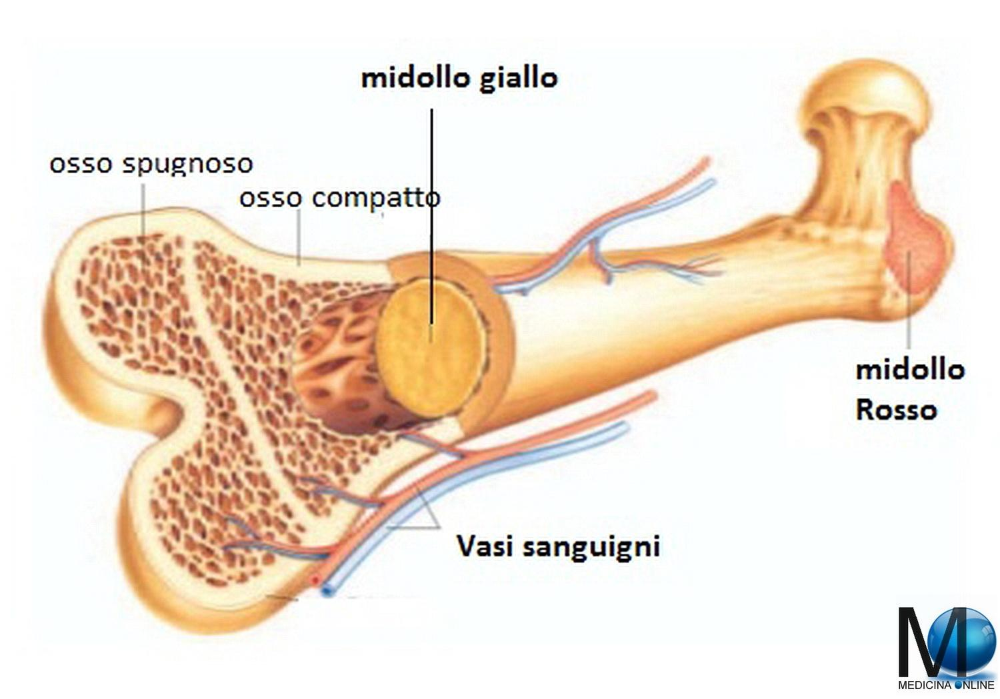 midollo giallo
osso spugnoso
osso compatto
midollo
Rosso
Vasi sanguigni
M
MEDICINA ONLINE